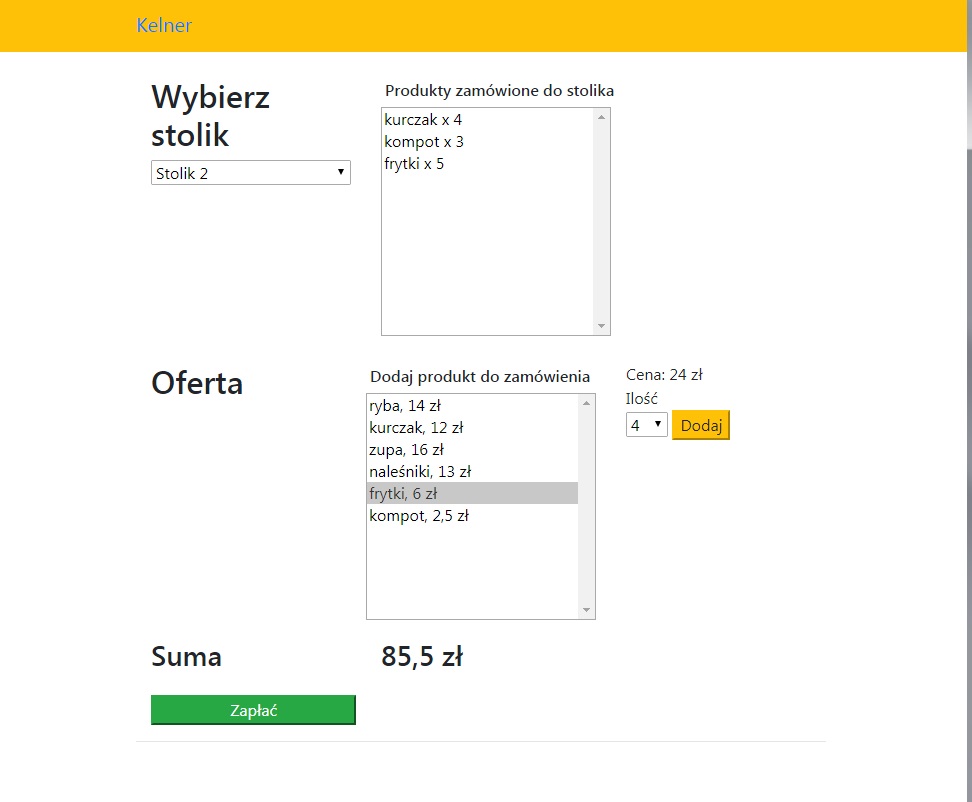 Kelner
Wybierz
stolik
Stolik 2
Produkty zamówione do stolika
kurczak x 4
kompot x 3
frytki x 5
Oferta
Dodaj produkt do zamówienia
ryba, 14 zł
kurczak, 12 zł
zupa, 16 zł
naleśniki, 13 zł
frytki, 6 zł
kompot, 2,5 zł
Cena: 24 zł
Ilość
4 Dodaj
Suma 85,5 zł
Zapłać